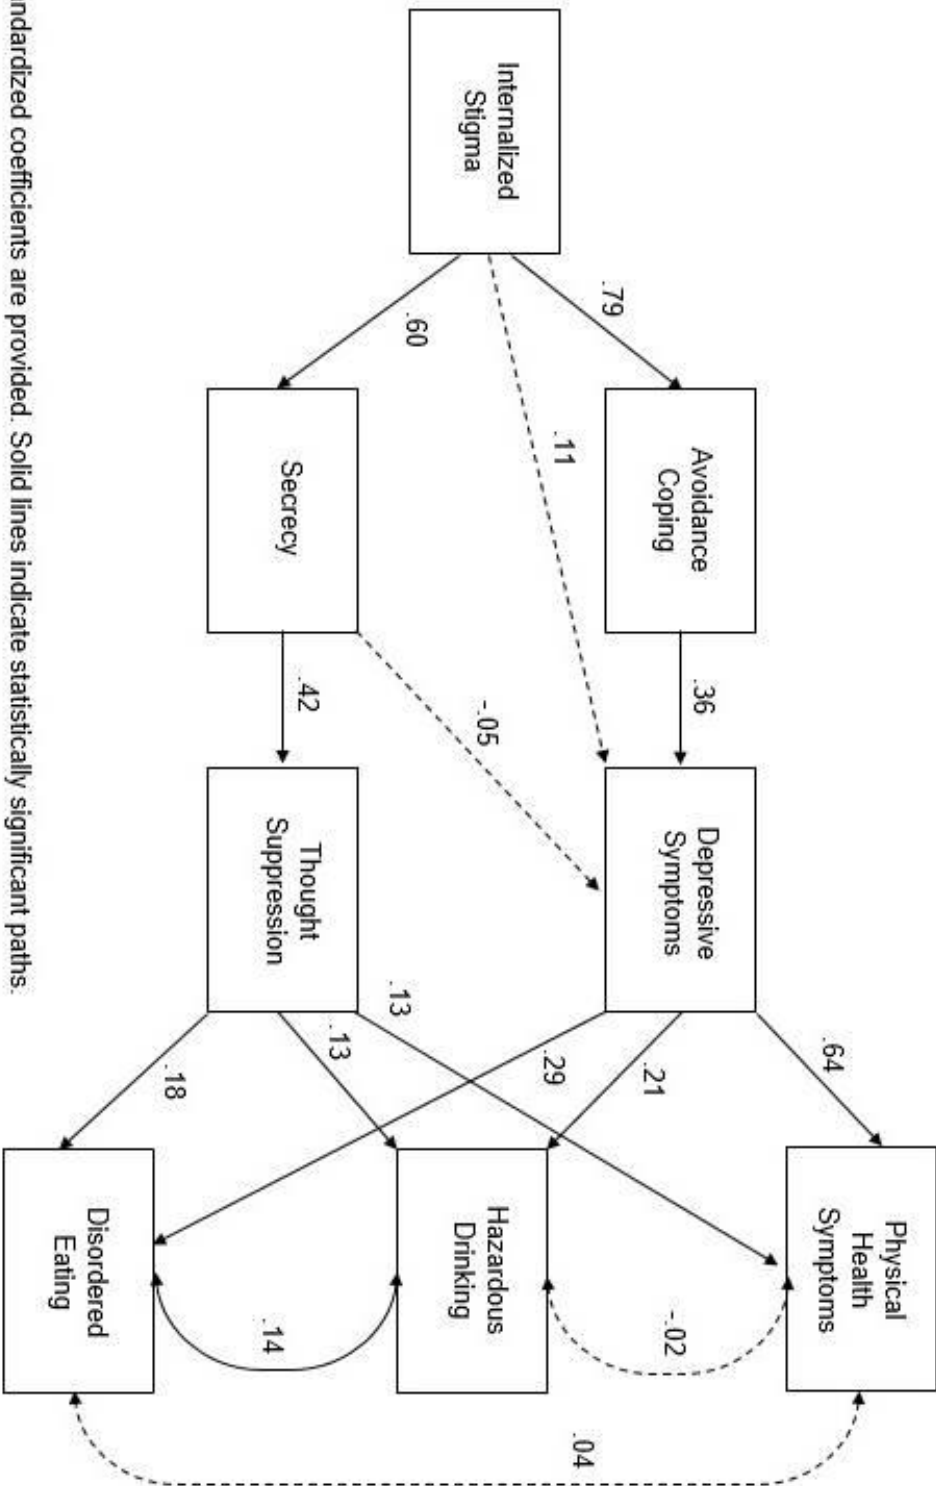 Internalized
Stigma
.79
.11
.60
Avoidance
Coping
Secrecy
.36
-.05
.42
Depressive
Symptoms
Thought
Suppression
.64
.21
.29
.13
.13
.18
Physical
Health
Symptoms
Hazardous
Drinking
Disordered
Eating
-.02
.14
.04
coefficients are provided. Solid lines indicate statistically significant paths.